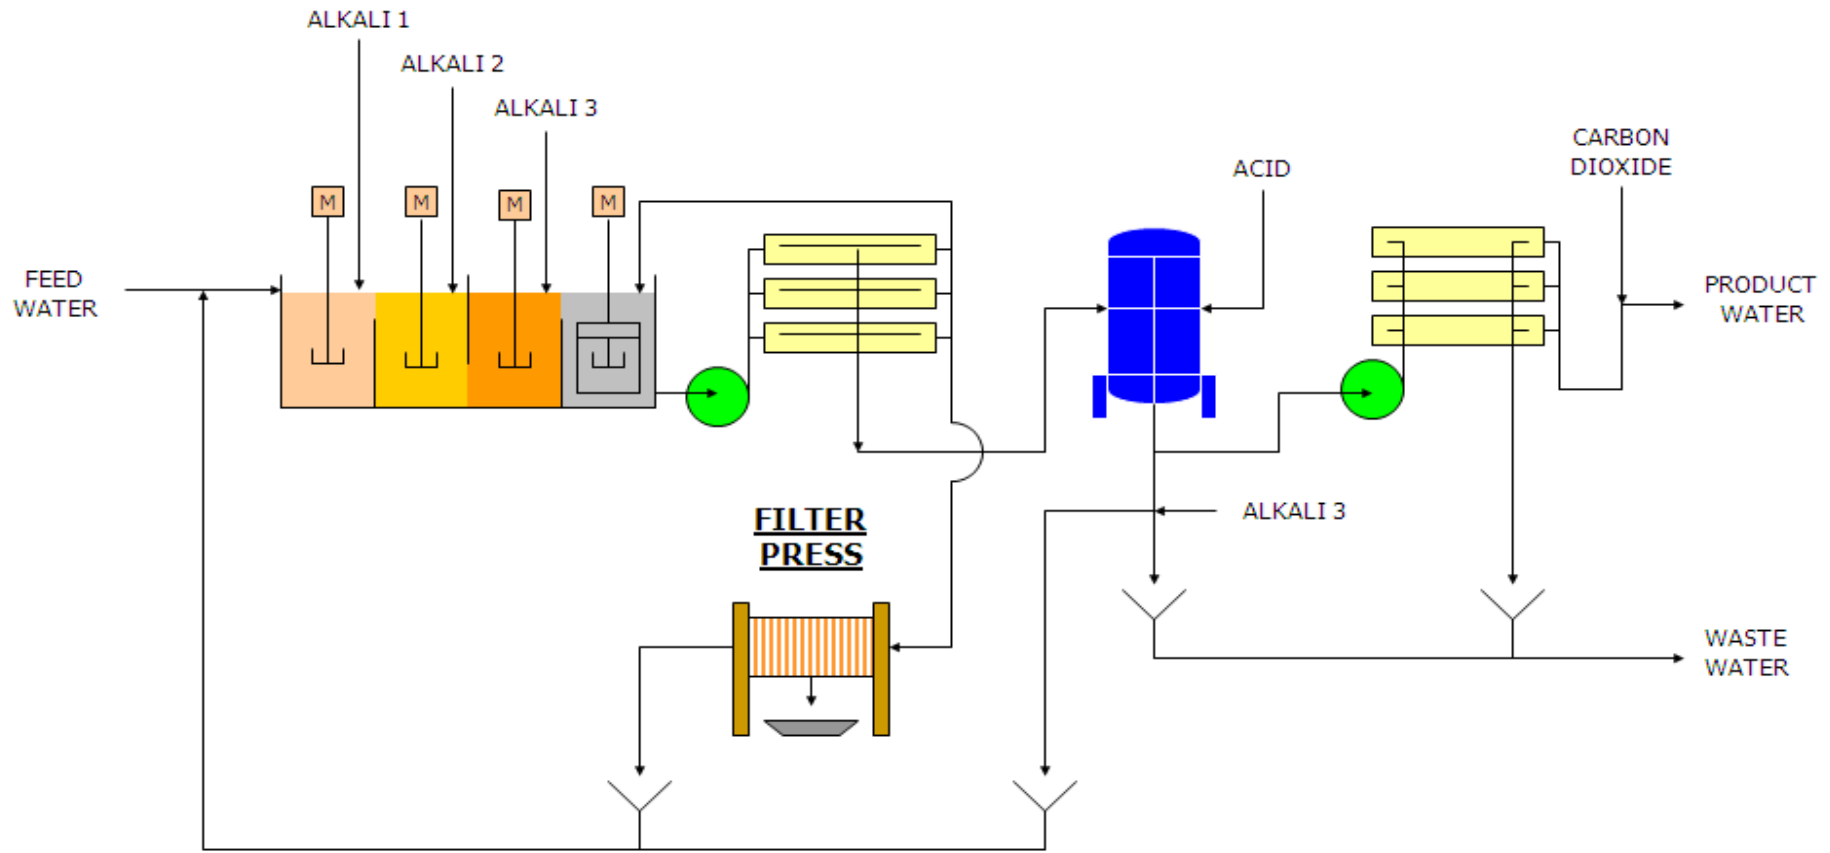 ALKALI 1
ALKALI 2
ALKALI 3
CARBON
DIOXIDE
ACID
M
M
M
M
FEED
WATER
PRODUCT
WATER
FILTER
PRESS
ALKALI 3
WASTE
WATER